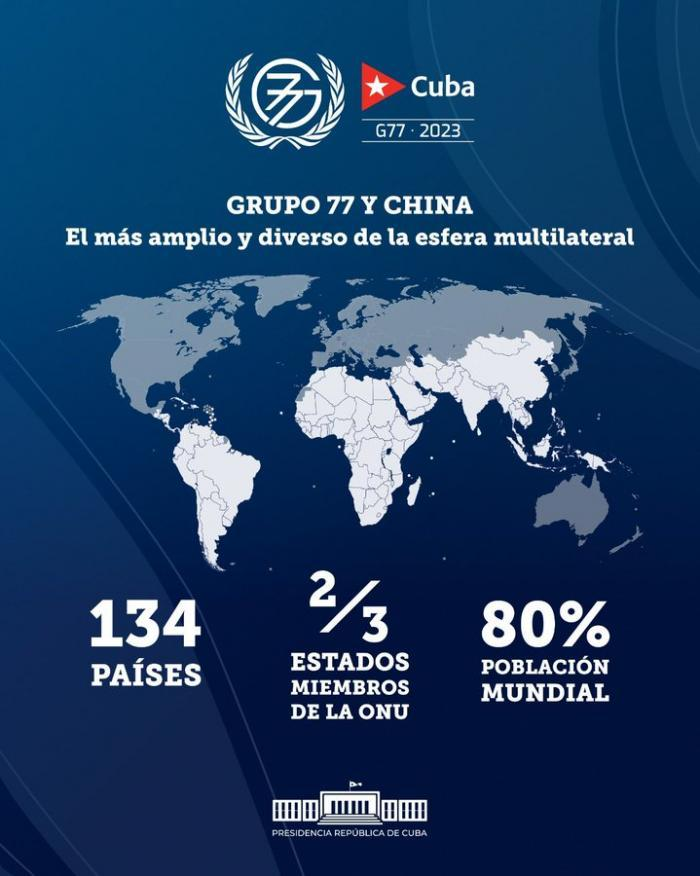 Cuba
G77 · 2023
GRUPO 77 Y CHINA
El más amplio y diverso de la esfera multilateral
134
PAÍSES
2/3
ESTADOS
MIEMBROS
DE LA ONU
80%
POBLACIÓN
MUNDIAL
PRESIDENCIA REPÚBLICA DE CUBA